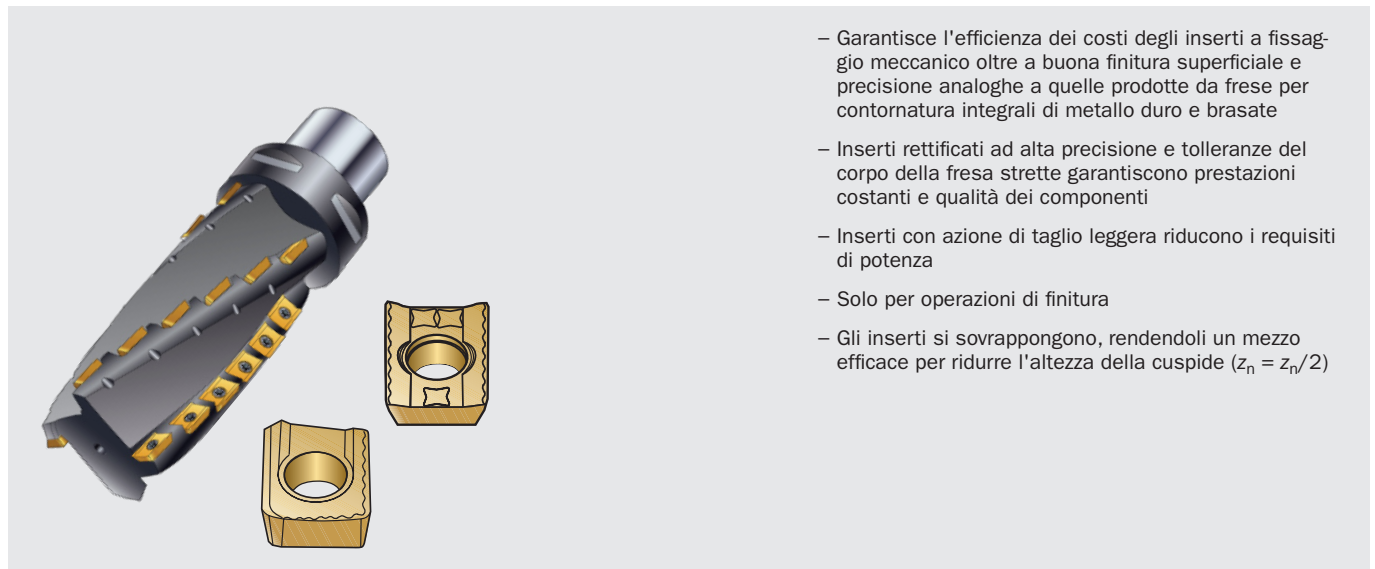 – Garantisce l'efficienza dei costi degli inserti a fissag-
gio meccanico oltre a buona finitura superficiale e
precisione analoghe a quelle prodotte da frese per
contornatura integrali di metallo duro e brasate
– Inserti rettificati ad alta precisione e tolleranze del
corpo della fresa strette garantiscono prestazioni
costanti e qualità dei componenti
– Inserti con azione di taglio leggera riducono i requisiti
di potenza
– Solo per operazioni di finitura
– Gli inserti si sovrappongono, rendendoli un mezzo
efficace per ridurre l'altezza della cuspide (zn = zn/2)